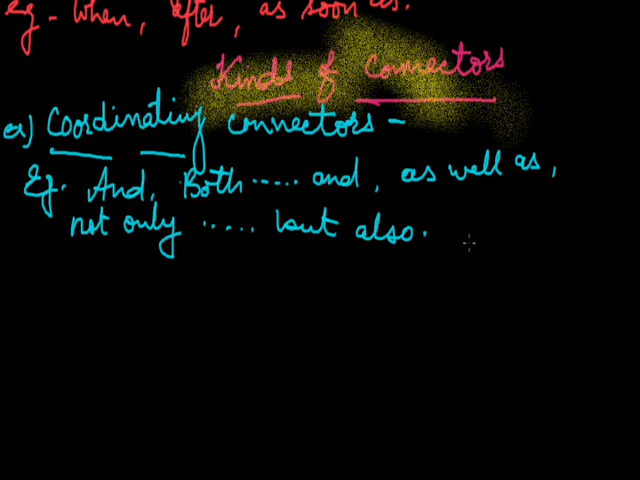 eg - When, after, as soon as.
Kinds of Connectors
a) Coordinating connectors -
Eg. And, Both ..... and, as well as,
not only ..... but also.